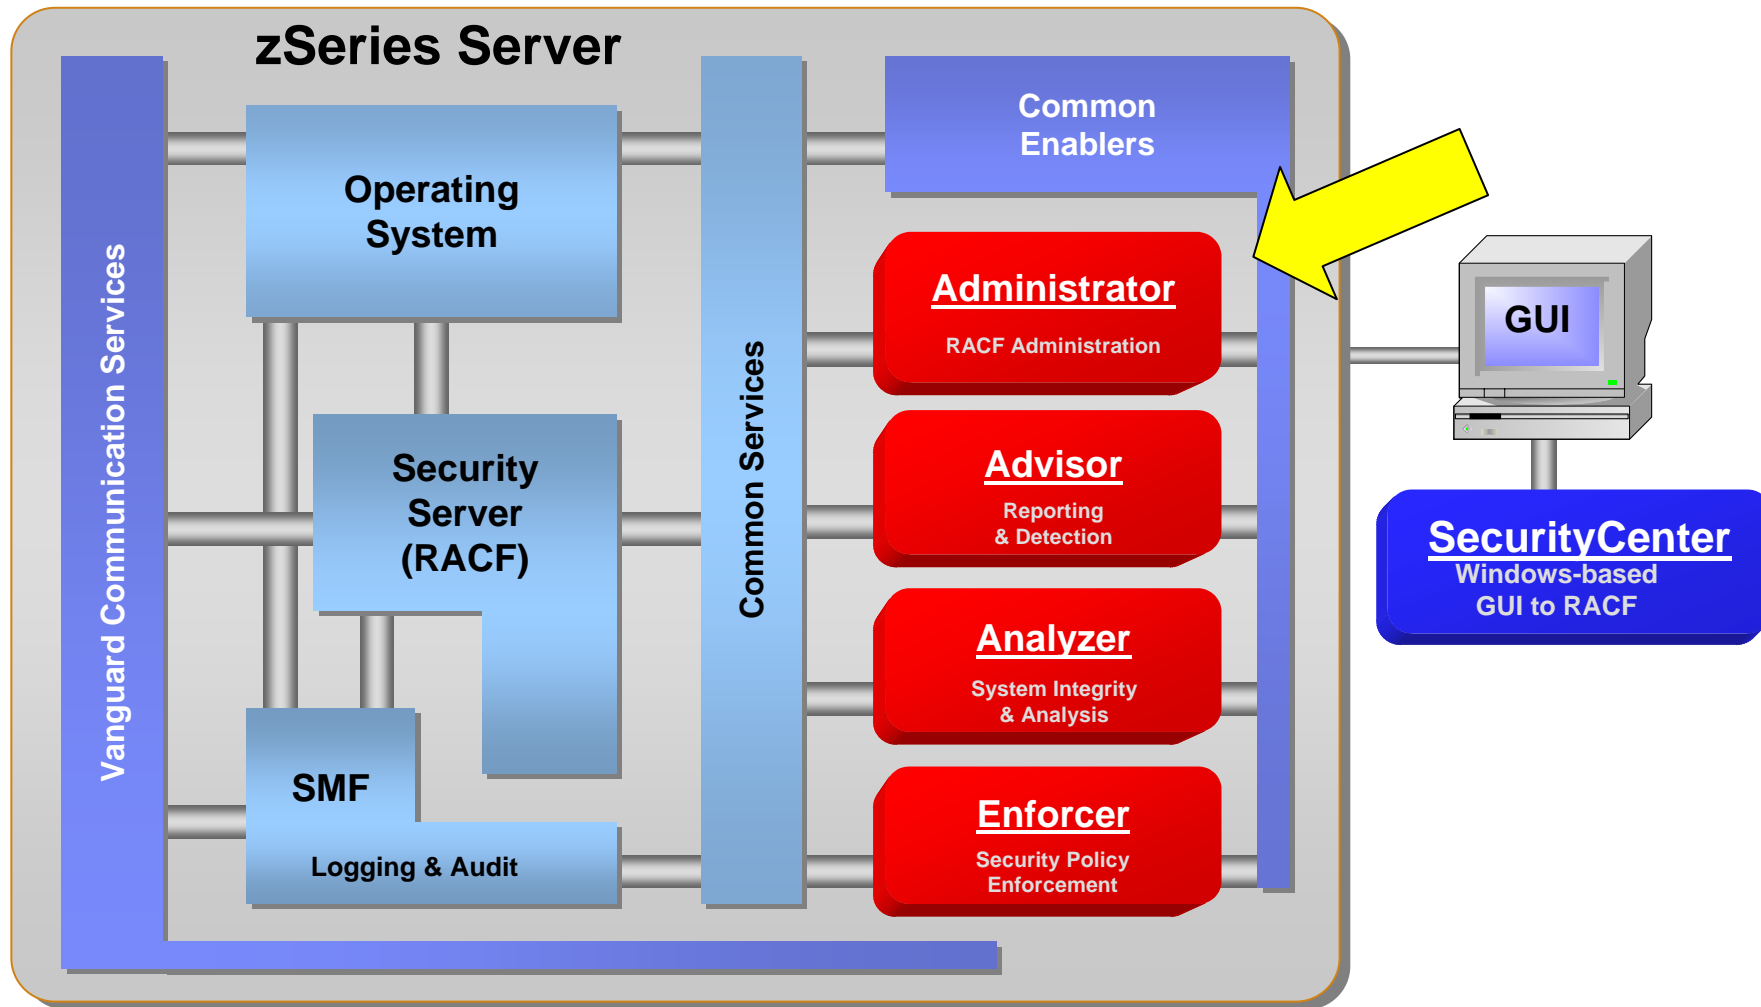 zSeries Server
Vanguard Communication Services
Operating
System
Security
Server
(RACF)
SMF
Logging & Audit
Common Services
Common
Enablers
Administrator
RACF Administration
Advisor
Reporting
& Detection
Analyzer
System Integrity
& Analysis
Enforcer
Security Policy
Enforcement
GUI
SecurityCenter
Windows-based
GUI to RACF